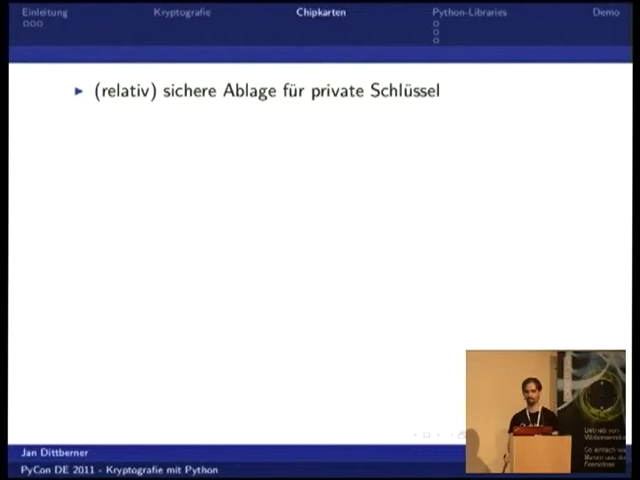 Einleitung Kryptografie Chipkarten Python-Libraries Demo
(relativ) sichere Ablage für private Schlüssel
Jan Dittberner
PyCon DE 2011 - Kryptografie mit Python